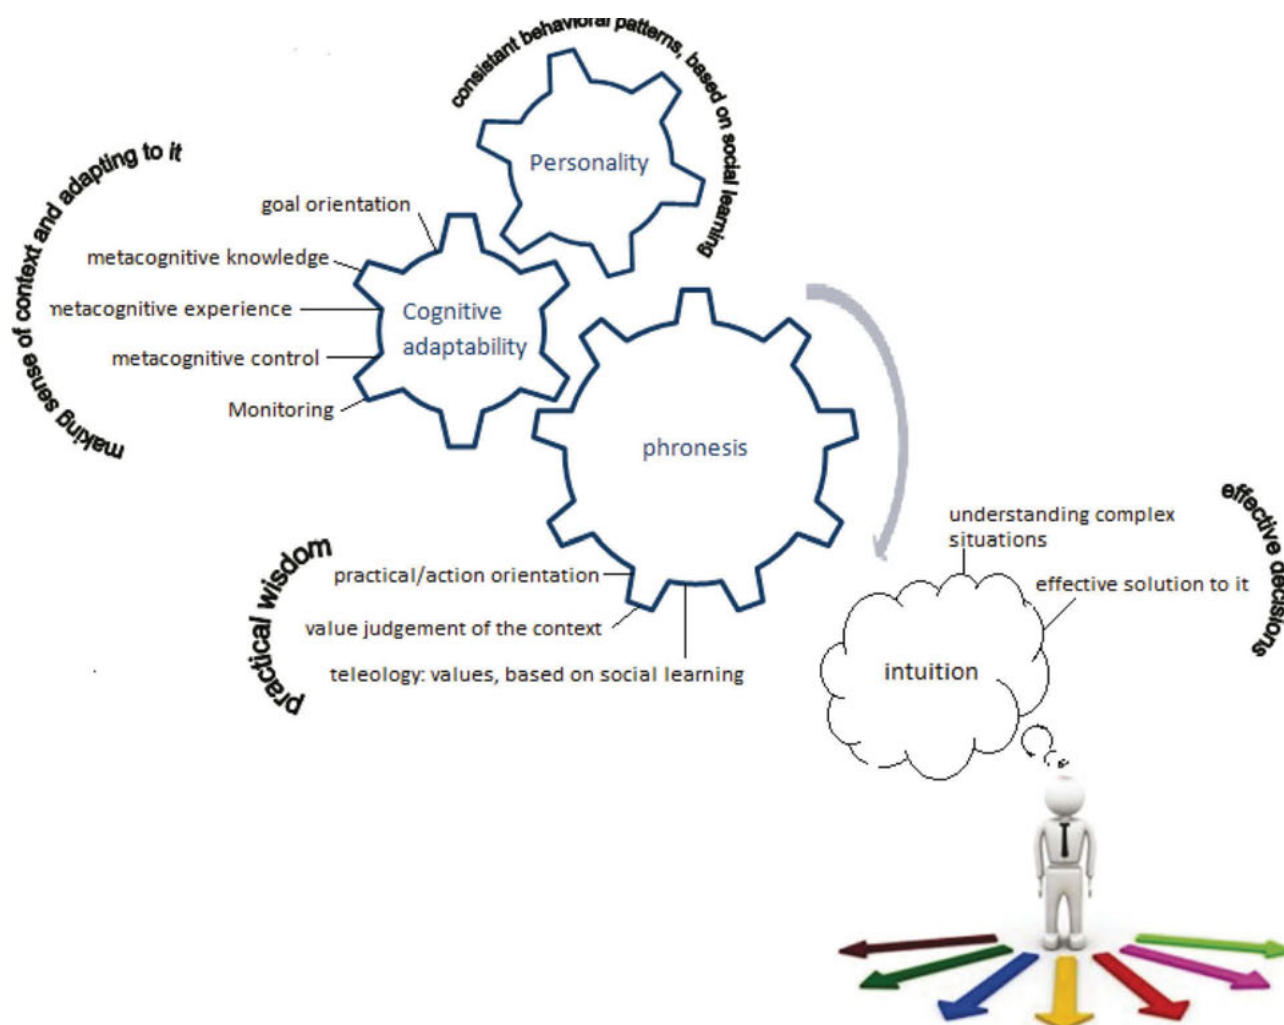 consistant behavioral patterns, based on social learning
Personality
making sense of context and adapting to it
goal orientation
metacognitive knowledge
metacognitive experience
metacognitive control
Monitoring
Cognitive
adaptability
phronesis
practical wisdom
practical/action orientation
value judgement of the context
teleology: values, based on social learning
understanding complex
situations
effective solution to it
effective decisions
intuition